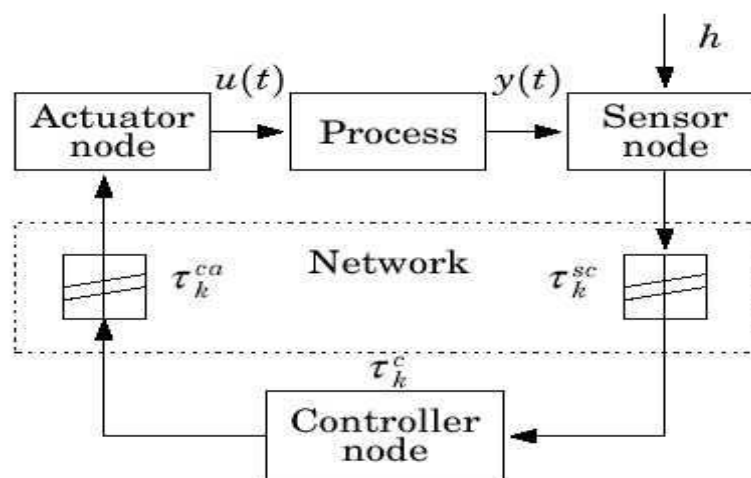 h
u(t)
y(t)
Actuator
node
Process
Sensor
node
Network
τ_k^{ca}
τ_k^{sc}
τ_k^{c}
Controller
node